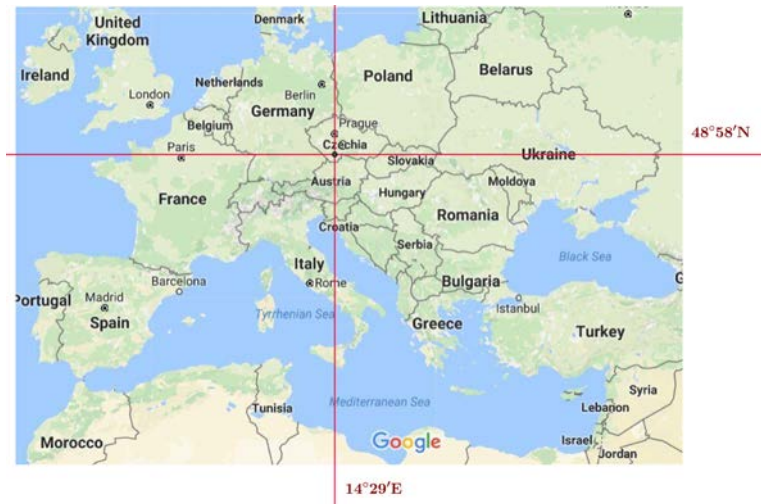 Denmark
Lithuania
United
Kingdom
Ireland
London
Netherlands
Berlin
Poland
Belarus
Germany
Belgium
Prague
Czechia
48°58′N
Paris
Slovakia
Ukraine
Austria
Moldova
France
Hungary
Romania
Croatia
Serbia
Italy
Black Sea
Barcelona
Rome
Bulgaria
Portugal
Madrid
Istanbul
Tyrrhenian Sea
Spain
Greece
Turkey
Syria
Tunisia
Mediterranean Sea
Lebanon
Morocco
Google
Israel
Jordan
14°29′E